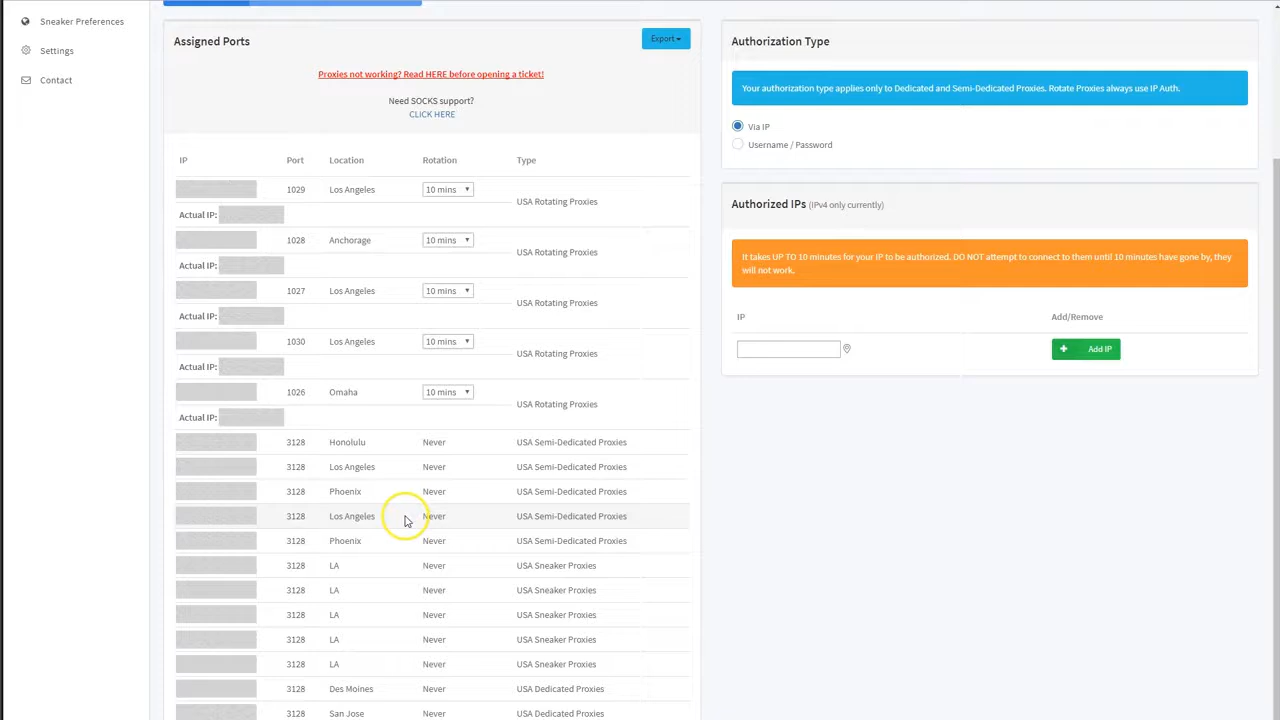 Sneaker Preferences
Settings
Contact
Assigned Ports
Export
Proxies not working? Read HERE before opening a ticket!
Need SOCKS support?
CLICK HERE
IP Port Location Rotation Type
1029 Los Angeles 10 mins USA Rotating Proxies
Actual IP:
1028 Anchorage 10 mins USA Rotating Proxies
Actual IP:
1027 Los Angeles 10 mins USA Rotating Proxies
Actual IP:
1030 Los Angeles 10 mins USA Rotating Proxies
Actual IP:
1026 Omaha 10 mins USA Rotating Proxies
Actual IP:
3128 Honolulu Never USA Semi-Dedicated Proxies
3128 Los Angeles Never USA Semi-Dedicated Proxies
3128 Phoenix Never USA Semi-Dedicated Proxies
3128 Los Angeles Never USA Semi-Dedicated Proxies
3128 Phoenix Never USA Semi-Dedicated Proxies
3128 LA Never USA Sneaker Proxies
3128 LA Never USA Sneaker Proxies
3128 LA Never USA Sneaker Proxies
3128 LA Never USA Sneaker Proxies
3128 LA Never USA Sneaker Proxies
3128 Des Moines Never USA Dedicated Proxies
3128 San Jose Never USA Dedicated Proxies
Authorization Type
Your authorization type applies only to Dedicated and Semi-Dedicated Proxies. Rotate Proxies always use IP Auth.
Via IP
Username / Password
Authorized IPs (IPv4 only currently)
It takes UP TO 10 minutes for your IP to be authorized. DO NOT attempt to connect to them until 10 minutes have gone by, they
will not work.
IP Add/Remove
Add IP